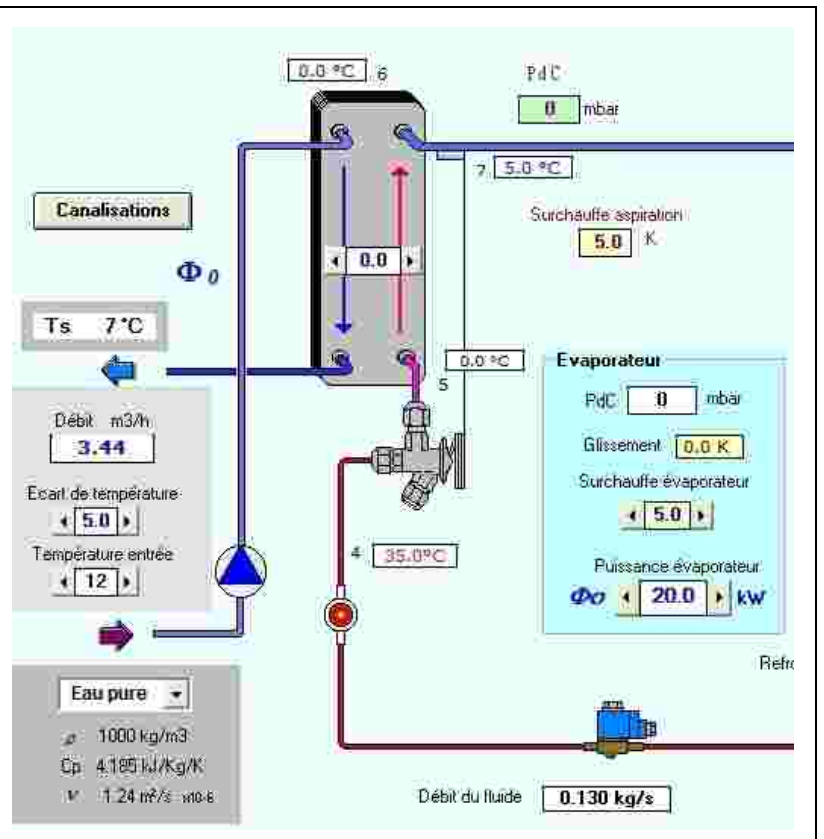 0.0 °C 6
PdC
0 mbar
7 5.0 °C
Canalisations
Surchauffe aspiration
5.0 K
Φ 0
0.0
Ts 7°C
0.0 °C
5
Evaporateur
PdC 0 mbar
Débit m3/h
3.44
Glissement 0.0 K
Surchauffe évaporateur
5.0
Ecart de température
5.0
Température entrée
12
4 35.0°C
Puissance évaporateur
Φo 20.0 kW
Refro
Eau pure
ρ 1000 kg/m3
Cp 4.185 kJ/Kg/K
ν 1.24 m²/s x10-6
Débit du fluide 0.130 kg/s